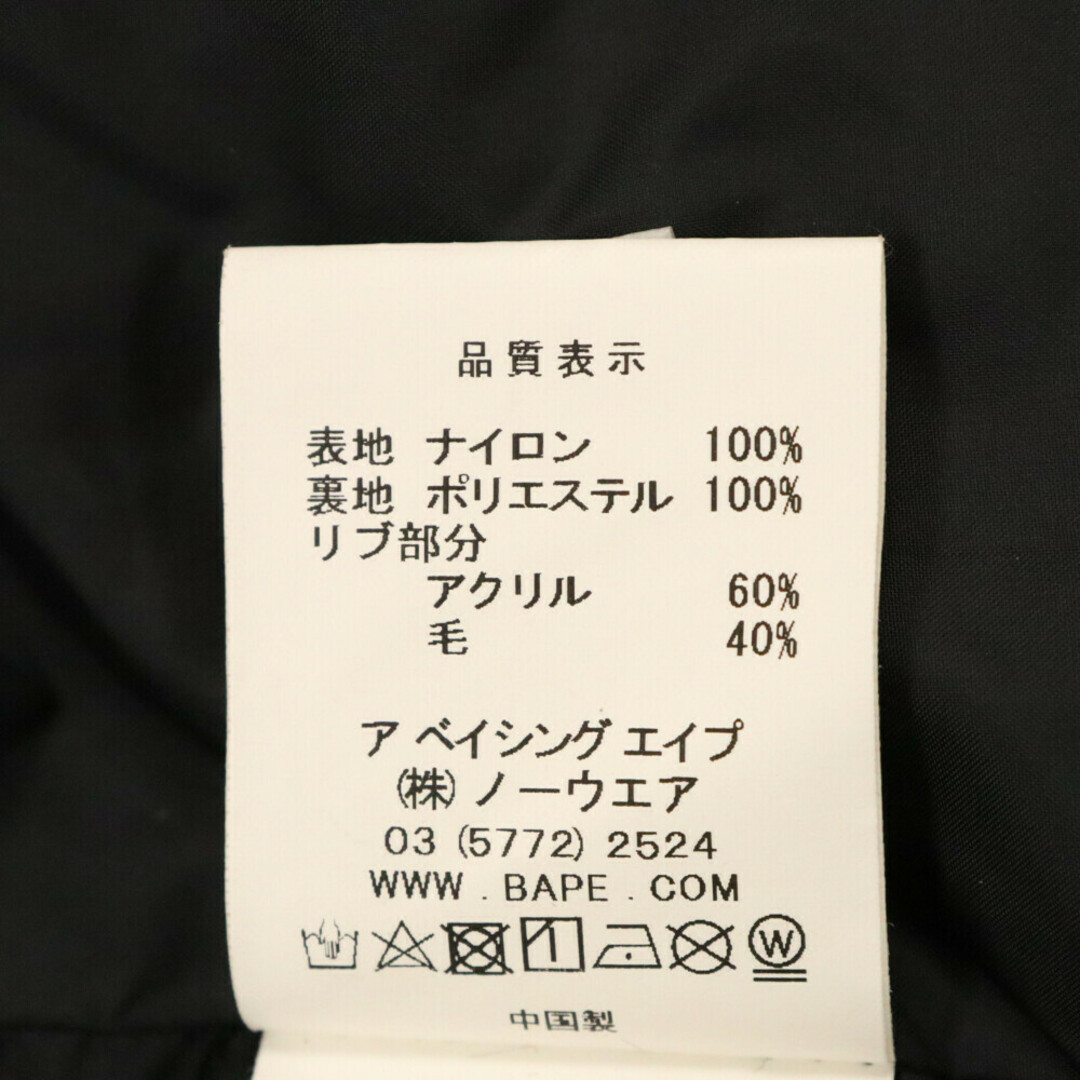 品質表示
表地 ナイロン 100%
裏地 ポリエステル 100%
リブ部分
アクリル 60%
毛 40%
ア ベイシング エイプ
(株) ノーウエア
03 (5772) 2524
WWW . BAPE . COM
W
中国製